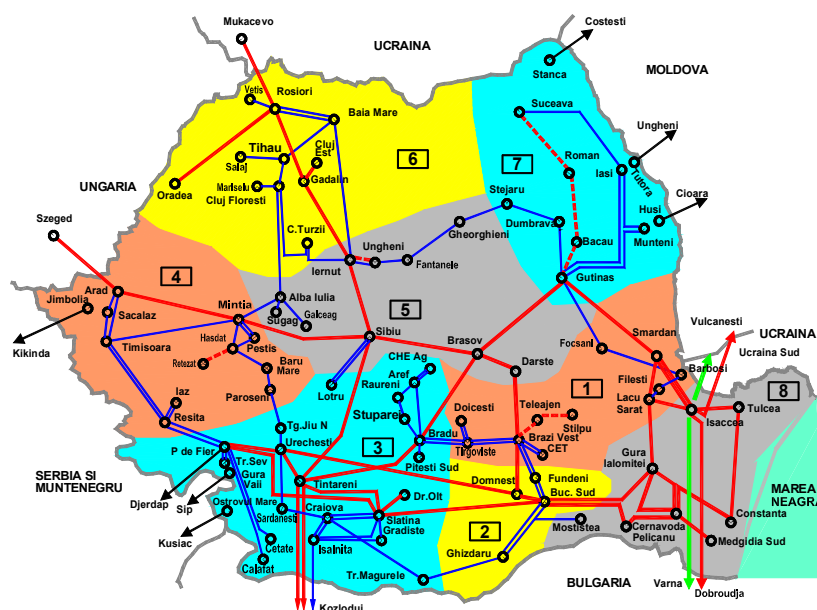 Mukacevo
UCRAINA
Costesti
Stanca
MOLDOVA
Vetis
Rosiori
Baia Mare
Suceava
Tihau
Cluj
Est
Salaj
6
7
Roman
Ungheni
Iasi
Tutora
UNGARIA
Mariselu
Gadalin
Cluj Floresti
Oradea
Stejaru
Cioara
Szeged
C.Turzii
Dumbrava
Husi
Munteni
Gheorghieni
Bacau
Ungheni
Iernut
Fantanele
Gutinas
4
Arad
Jimbolia
Alba Iulia
5
Vulcanesti
Sacalaz
Mintia
Sugag
Galceag
Smardan
UCRAINA
Kikinda
Timisoara
Hasdat
Pestis
Sibiu
Brasov
Focsani
Ucraina Sud
Retezat
Baru
Mare
CHE Ag
Darste
Barbosi
Filesti
8
Iaz
Paroseni
Lotru
Aref
Raureni
1
Lacu
Sarat
Tulcea
Resita
Stupare
Doicesti
Teleajen
Stilpu
Isaccea
Tg.Jiu N
Urechesti
3
Bradu
Tirgoviste
Brazi Vest
CET
P de Fier
Pitesti Sud
Gura
Ialomitei
SERBIA SI
MUNTENEGRU
Tr.Sev
Gura
Vaii
Fundeni
Djerdap
Sip
Tintareni
Dr.Olt
Domnest
Buc. Sud
MAREA
NEAGRA
Ostrovul Mare
Sardanesti
Craiova
Slatina
Gradiste
2
Mostistea
Constanta
Kusiac
Cernavoda
Pelicanu
Medgidia Sud
Cetate
Isalnita
Ghizdaru
Calafat
Tr.Magurele
BULGARIA
Varna
Dobroudja
Kozlodui